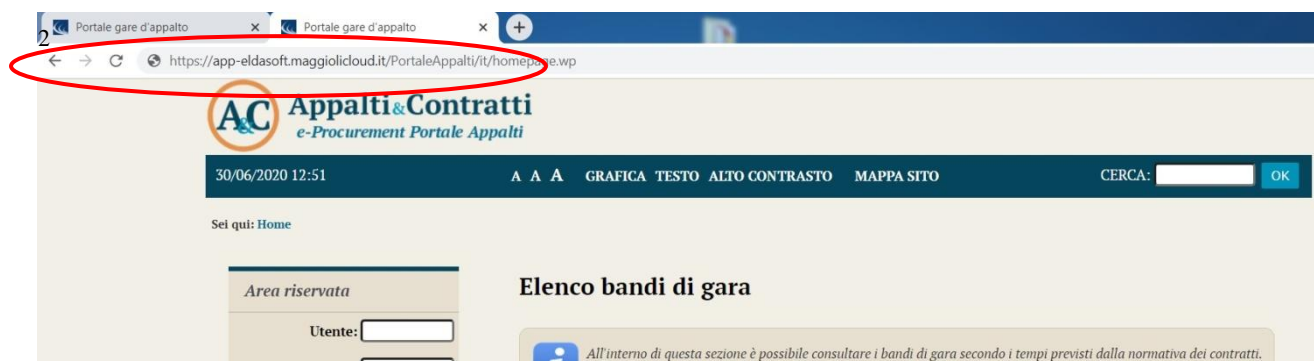 Portale gare d'appalto × Portale gare d'appalto × +
2
https://app-eldasoft.maggiolicloud.it/PortaleAppalti/it/homepage.wp
A&C Appalti&Contratti
e-Procurement Portale Appalti
30/06/2020 12:51 A A A GRAFICA TESTO ALTO CONTRASTO MAPPA SITO CERCA: OK
Sei qui: Home
Area riservata
Elenco bandi di gara
Utente:
All'interno di questa sezione è possibile consultare i bandi di gara secondo i tempi previsti dalla normativa dei contratti.